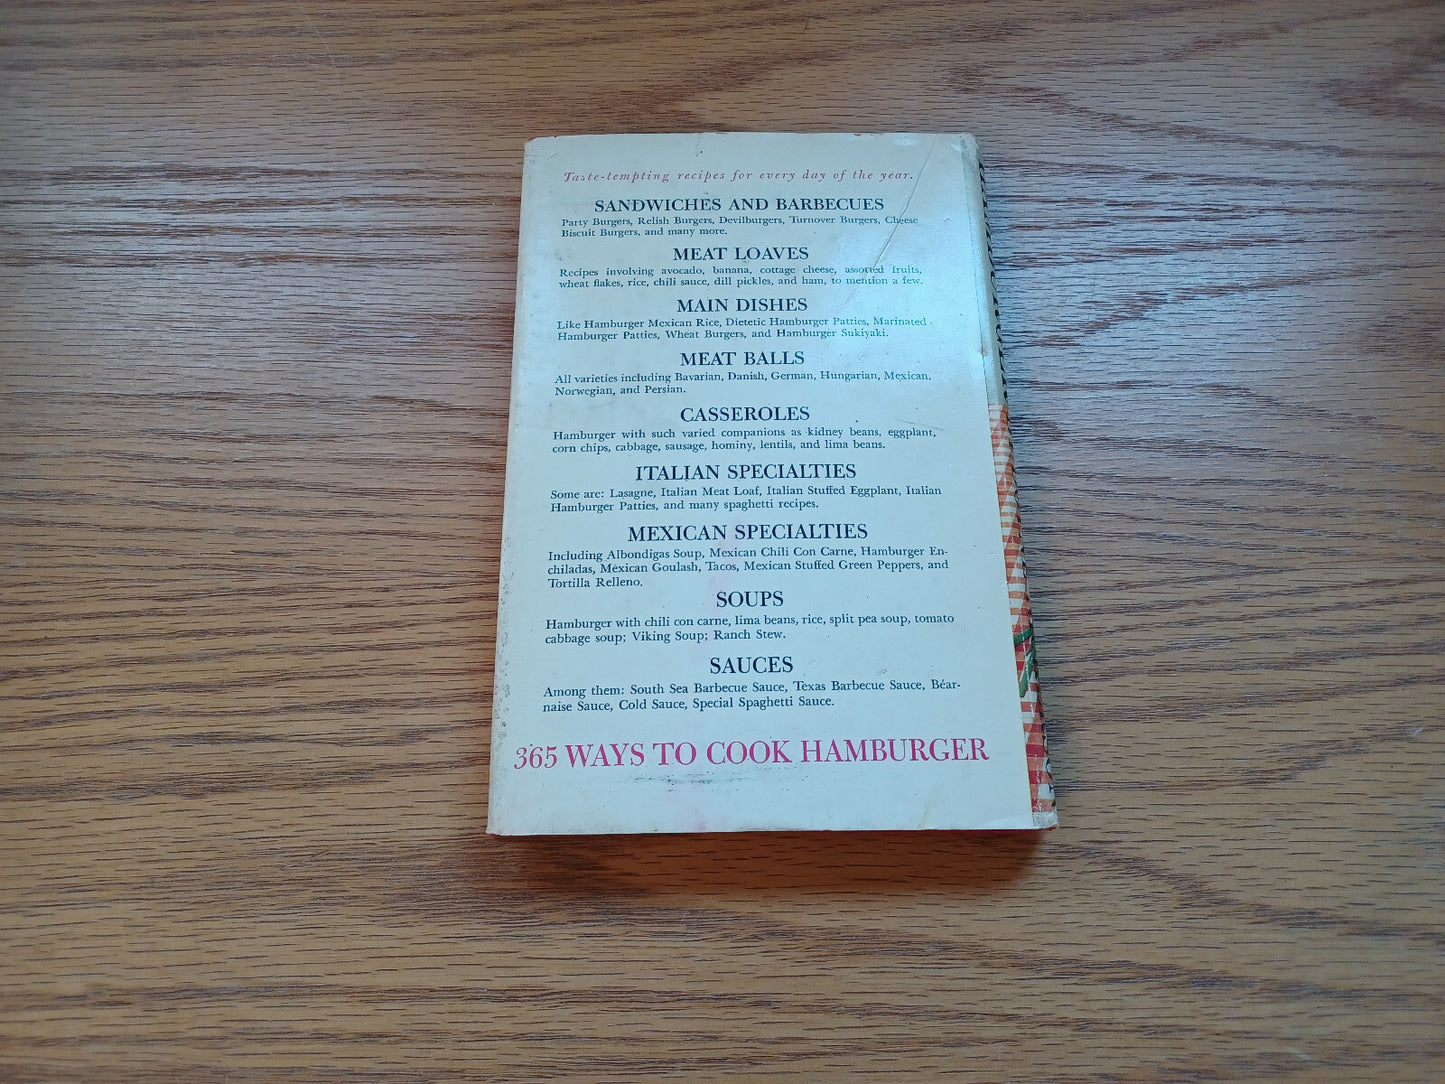 Taste-tempting recipes for every day of the year.
SANDWICHES AND BARBECUES
Party Burgers, Relish Burgers, Devilburgers, Turnover Burgers, Cheese
Biscuit Burgers, and many more.
MEAT LOAVES
Recipes involving avocado, banana, cottage cheese, assorted fruits,
wheat flakes, rice, chili sauce, dill pickles, and ham, to mention a few.
MAIN DISHES
Like Hamburger Mexican Rice, Dietetic Hamburger Patties, Marinated
Hamburger Patties, Wheat Burgers, and Hamburger Sukiyaki.
MEAT BALLS
All varieties including Bavarian, Danish, German, Hungarian, Mexican,
Norwegian, and Persian.
CASSEROLES
Hamburger with such varied companions as kidney beans, eggplant,
corn chips, cabbage, sausage, hominy, lentils, and lima beans.
ITALIAN SPECIALTIES
Some are: Lasagne, Italian Meat Loaf, Italian Stuffed Eggplant, Italian
Hamburger Patties, and many spaghetti recipes.
MEXICAN SPECIALTIES
Including Albondigas Soup, Mexican Chili Con Carne, Hamburger En-
chiladas, Mexican Goulash, Tacos, Mexican Stuffed Green Peppers, and
Tortilla Relleno.
SOUPS
Hamburger with chili con carne, lima beans, rice, split pea soup, tomato
cabbage soup; Viking Soup; Ranch Stew.
SAUCES
Among them: South Sea Barbecue Sauce, Texas Barbecue Sauce, Béar-
naise Sauce, Cold Sauce, Special Spaghetti Sauce.
365 WAYS TO COOK HAMBURGER